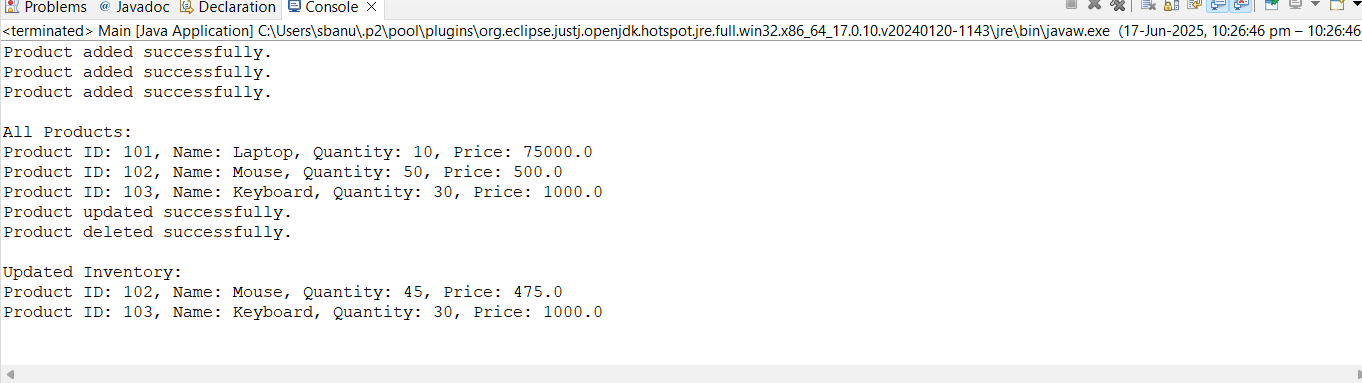 Problems @ Javadoc Declaration Console
<terminated> Main [Java Application] C:\Users\sbanu\.p2\pool\plugins\org.eclipse.justj.openjdk.hotspot.jre.full.win32.x86_64_17.0.10.v20240120-1143\jre\bin\javaw.exe (17-Jun-2025, 10:26:46 pm – 10:26:46
Product added successfully.
Product added successfully.
Product added successfully.
All Products:
Product ID: 101, Name: Laptop, Quantity: 10, Price: 75000.0
Product ID: 102, Name: Mouse, Quantity: 50, Price: 500.0
Product ID: 103, Name: Keyboard, Quantity: 30, Price: 1000.0
Product updated successfully.
Product deleted successfully.
Updated Inventory:
Product ID: 102, Name: Mouse, Quantity: 45, Price: 475.0
Product ID: 103, Name: Keyboard, Quantity: 30, Price: 1000.0